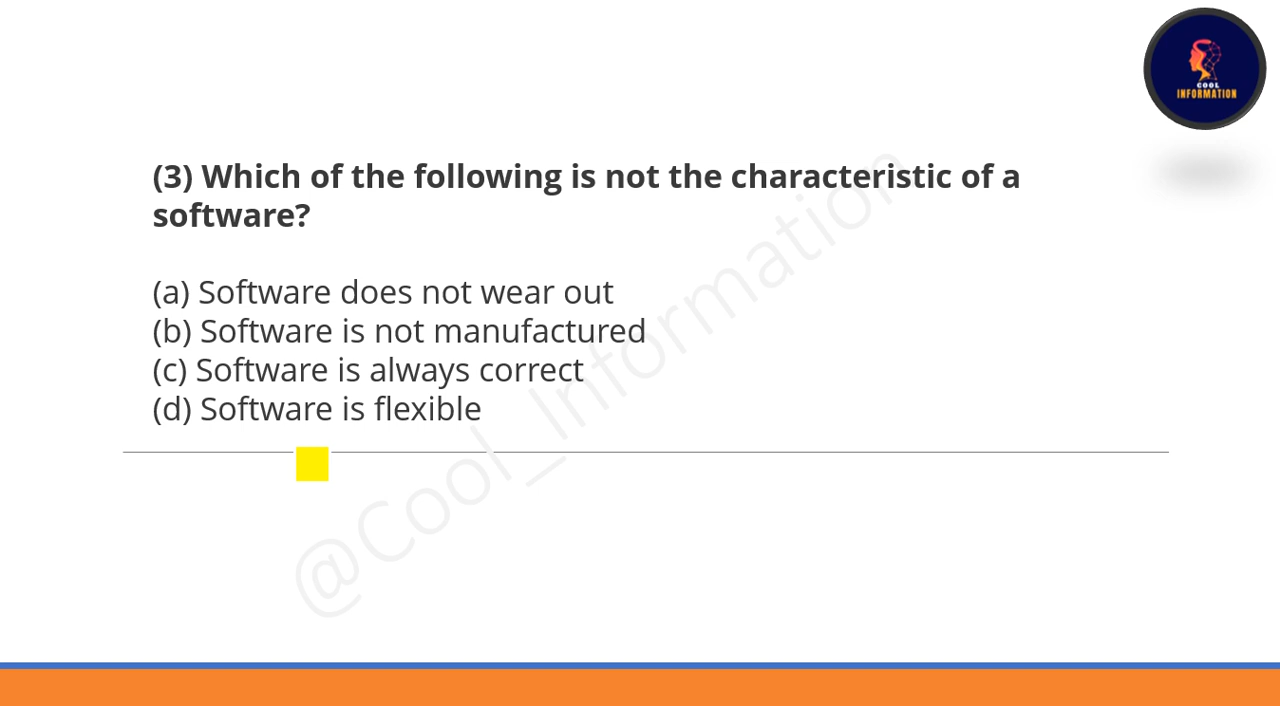 COOL
INFORMATION
(3) Which of the following is not the characteristic of a
software?
(a) Software does not wear out
(b) Software is not manufactured
(c) Software is always correct
(d) Software is flexible
@Cool_Information